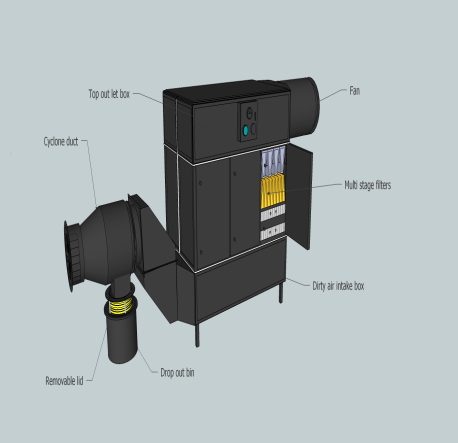 Top out let box
Fan
Cyclone duct
Multi stage filters
Dirty air intake box
Drop out bin
Removable lid